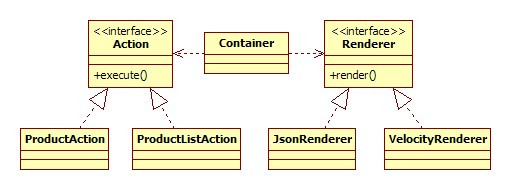 <<interface>>
Action
+execute()
Container
<<interface>>
Renderer
+render()
ProductAction
ProductListAction
JsonRenderer
VelocityRenderer